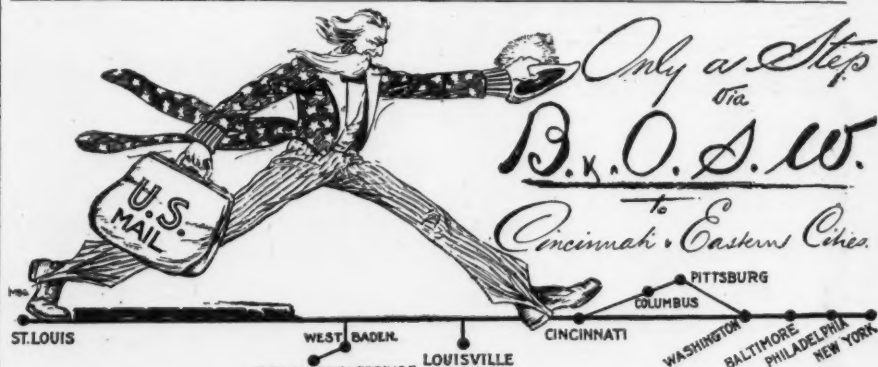 Only a Step
via
B. & O. S. W.
to
Cincinnati & Eastern Cities.
U.S.
MAIL
PITTSBURG
COLUMBUS
ST. LOUIS
WEST BADEN
LOUISVILLE
CINCINNATI
WASHINGTON
BALTIMORE
PHILADELPHIA
NEW YORK